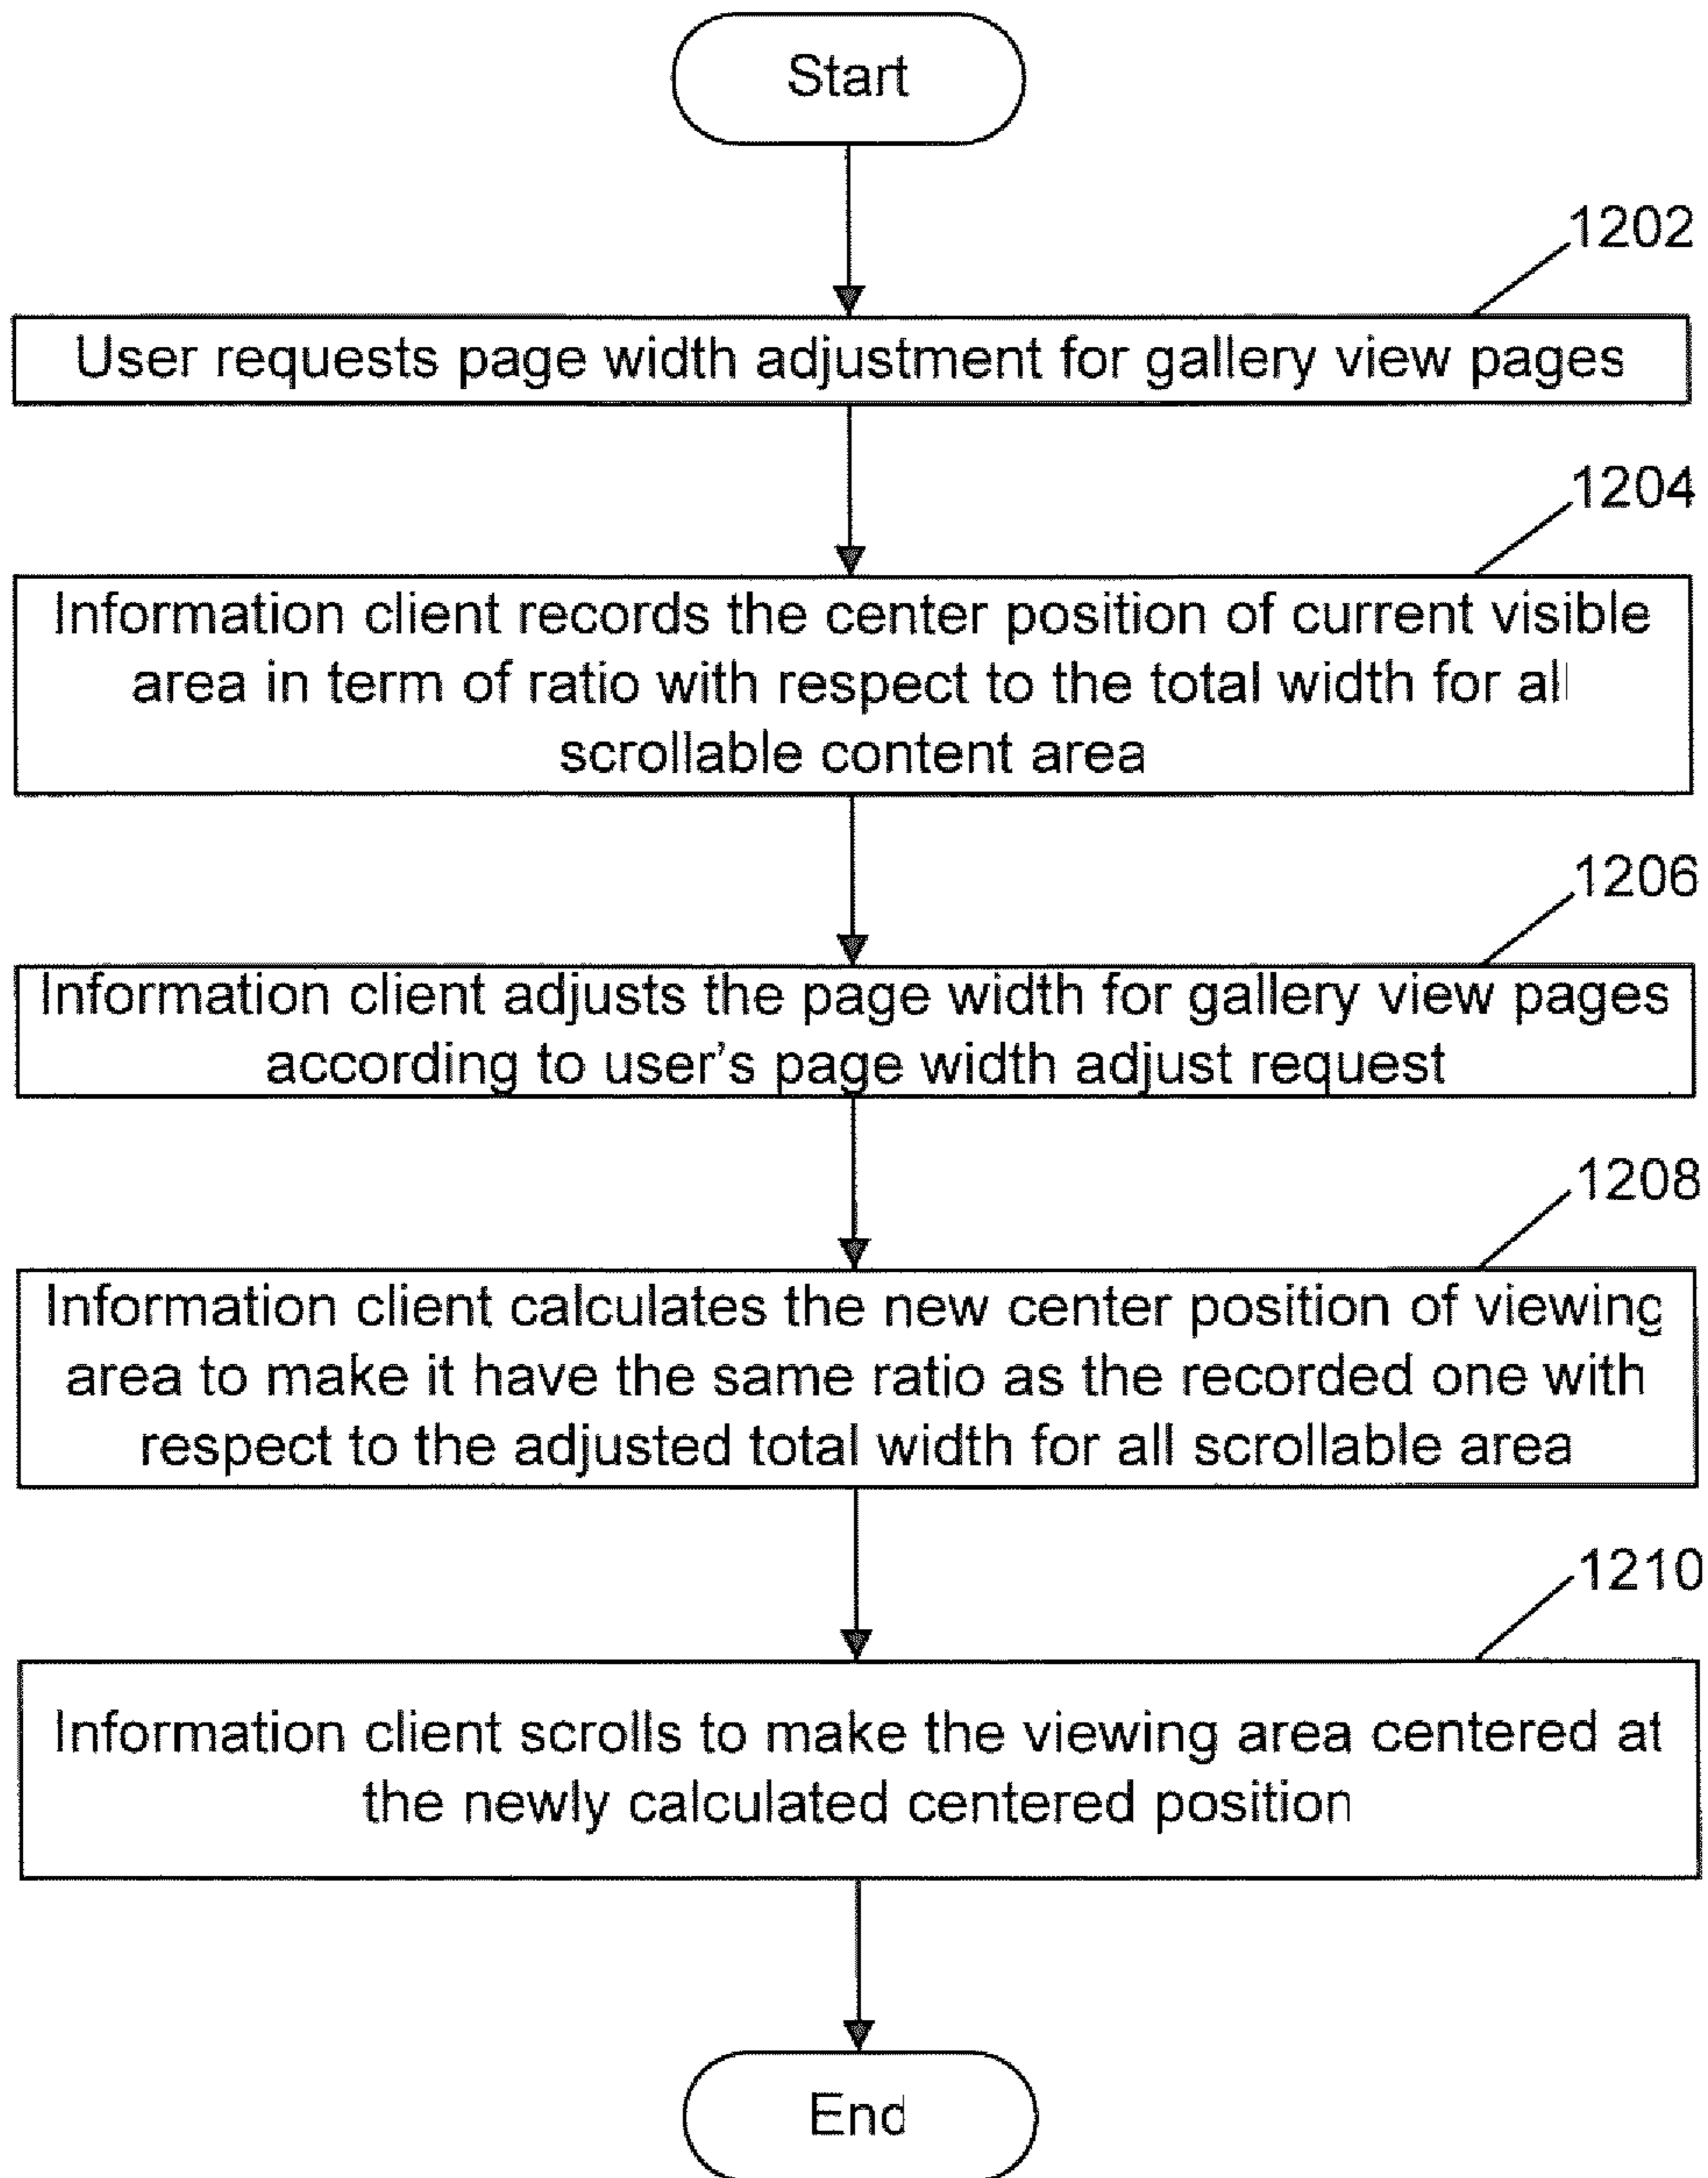 Start
1202
User requests page width adjustment for gallery view pages
1204
Information client records the center position of current visible
area in term of ratio with respect to the total width for all
scrollable content area
1206
Information client adjusts the page width for gallery view pages
according to user's page width adjust request
1208
Information client calculates the new center position of viewing
area to make it have the same ratio as the recorded one with
respect to the adjusted total width for all scrollable area
1210
Information client scrolls to make the viewing area centered at
the newly calculated centered position
End